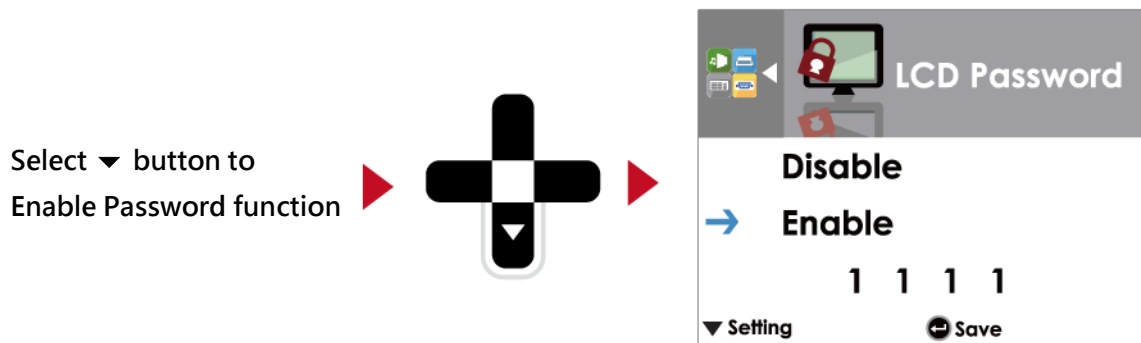 Select ▼ button to
Enable Password function
LCD Password
Disable
Enable
1 1 1 1
▼ Setting
Save